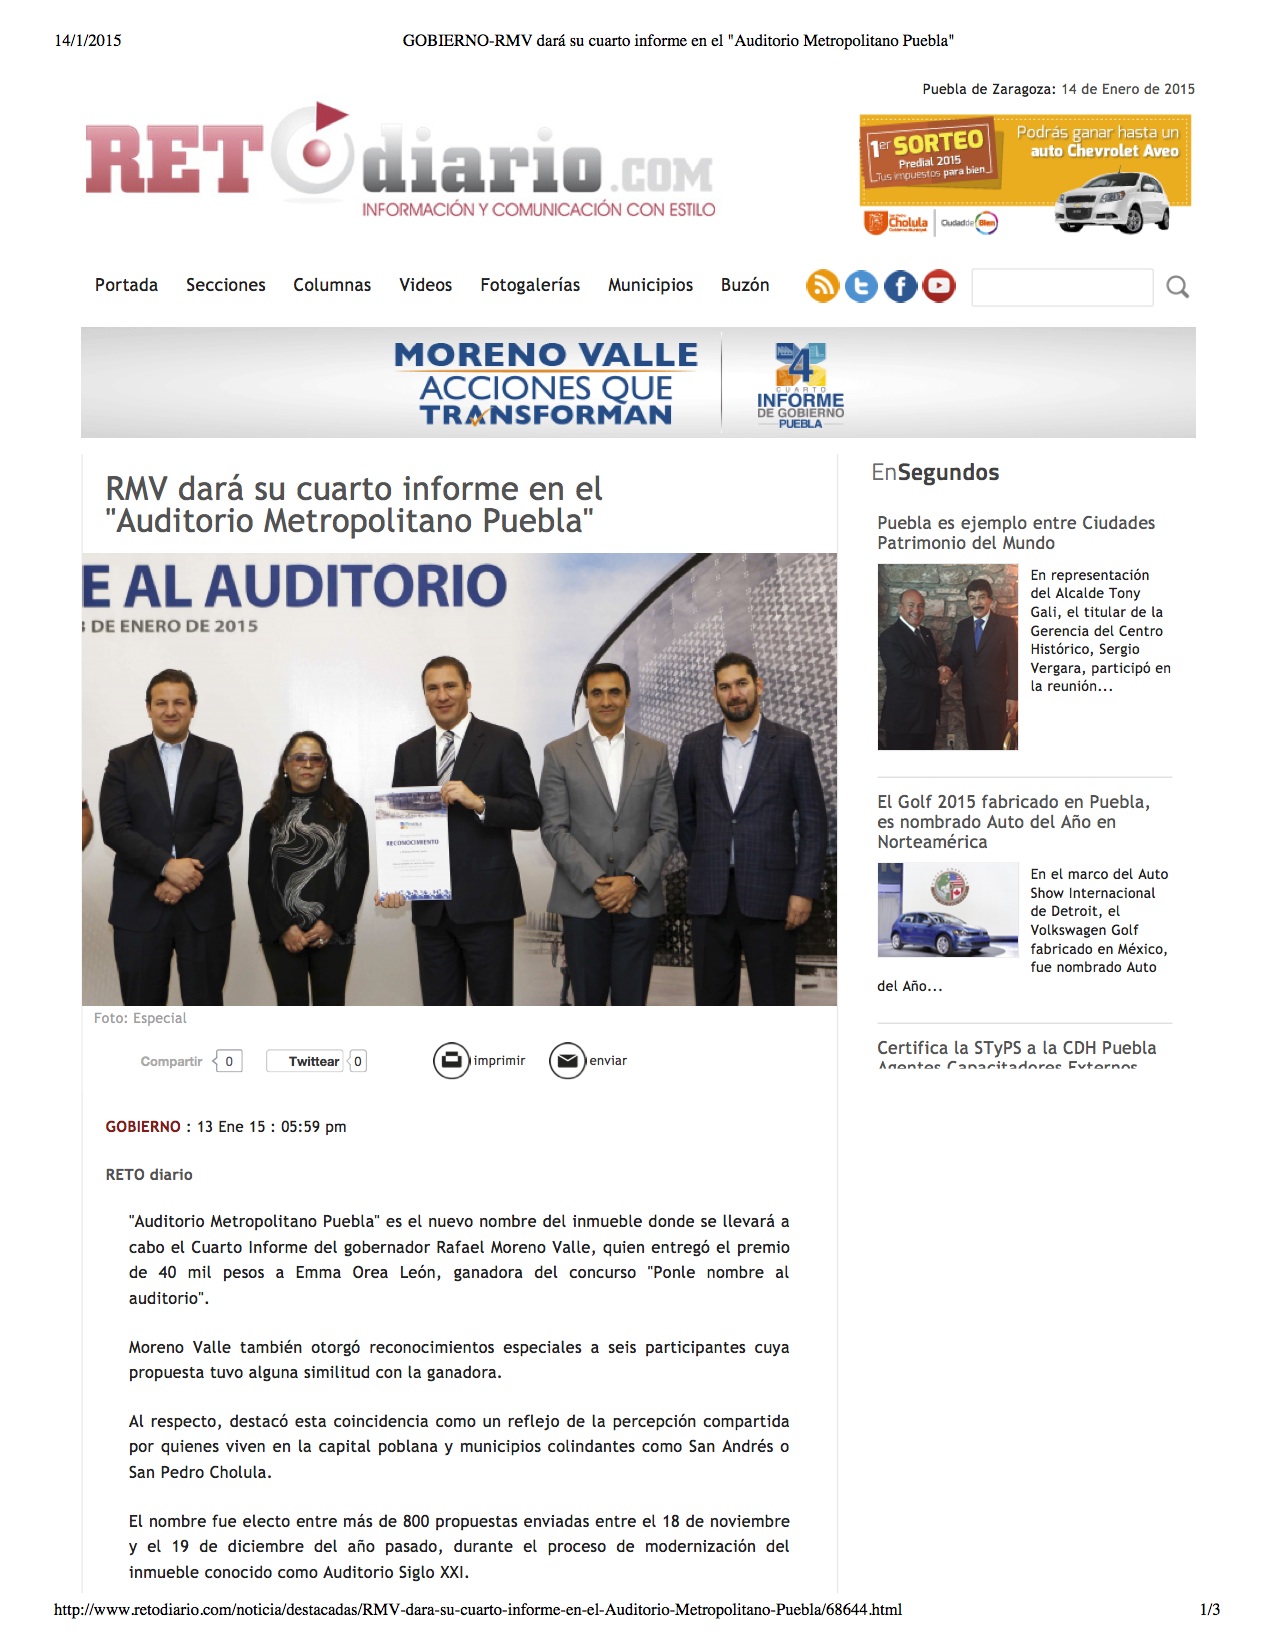 14/1/2015
GOBIERNO-RMV dará su cuarto informe en el "Auditorio Metropolitano Puebla"
Puebla de Zaragoza: 14 de Enero de 2015
RETO diario.COM
INFORMACIÓN Y COMUNICACIÓN CON ESTILO
1er SORTEO
Predial 2015
Tus impuestos para bien
Podrás ganar hasta un
auto Chevrolet Aveo
Cholula
Ciudad de Bien
Portada Secciones Columnas Videos Fotogalerías Municipios Buzón
MORENO VALLE
ACCIONES QUE
TRANSFORMAN
4
CUARTO
INFORME
DE GOBIERNO
PUEBLA
RMV dará su cuarto informe en el
"Auditorio Metropolitano Puebla"
E AL AUDITORIO
DE ENERO DE 2015
RECONOCIMIENTO
Foto: Especial
Compartir 0 Twittear 0 imprimir enviar
GOBIERNO : 13 Ene 15 : 05:59 pm
RETO diario
"Auditorio Metropolitano Puebla" es el nuevo nombre del inmueble donde se llevará a
cabo el Cuarto Informe del gobernador Rafael Moreno Valle, quien entregó el premio
de 40 mil pesos a Emma Orea León, ganadora del concurso "Ponle nombre al
auditorio".
Moreno Valle también otorgó reconocimientos especiales a seis participantes cuya
propuesta tuvo alguna similitud con la ganadora.
Al respecto, destacó esta coincidencia como un reflejo de la percepción compartida
por quienes viven en la capital poblana y municipios colindantes como San Andrés o
San Pedro Cholula.
El nombre fue electo entre más de 800 propuestas enviadas entre el 18 de noviembre
y el 19 de diciembre del año pasado, durante el proceso de modernización del
inmueble conocido como Auditorio Siglo XXI.
EnSegundos
Puebla es ejemplo entre Ciudades
Patrimonio del Mundo
En representación
del Alcalde Tony
Gali, el titular de la
Gerencia del Centro
Histórico, Sergio
Vergara, participó en
la reunión...
El Golf 2015 fabricado en Puebla,
es nombrado Auto del Año en
Norteamérica
En el marco del Auto
Show Internacional
de Detroit, el
Volkswagen Golf
fabricado en México,
fue nombrado Auto
del Año...
Certifica la STyPS a la CDH Puebla
Agentes Capacitadores Externos
http://www.retodiario.com/noticia/destacadas/RMV-dara-su-cuarto-informe-en-el-Auditorio-Metropolitano-Puebla/68644.html
1/3